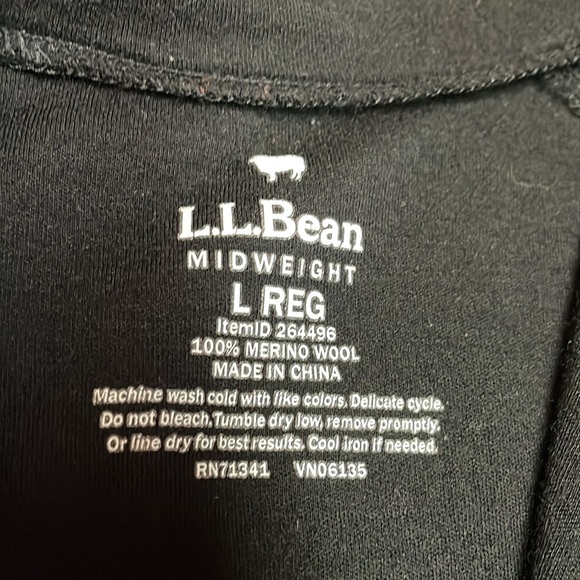 L.L.Bean
MIDWEIGHT
L REG
ItemID 264496
100% MERINO WOOL
MADE IN CHINA
Machine wash cold with like colors. Delicate cycle.
Do not bleach.Tumble dry low, remove promptly.
Or line dry for best results. Cool iron if needed.
RN71341 VN06135